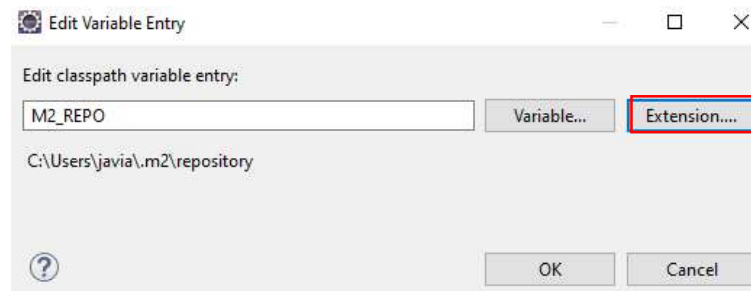 Edit Variable Entry
Edit classpath variable entry:
M2_REPO
Variable...
Extension....
C:\Users\javia\.m2\repository
OK
Cancel